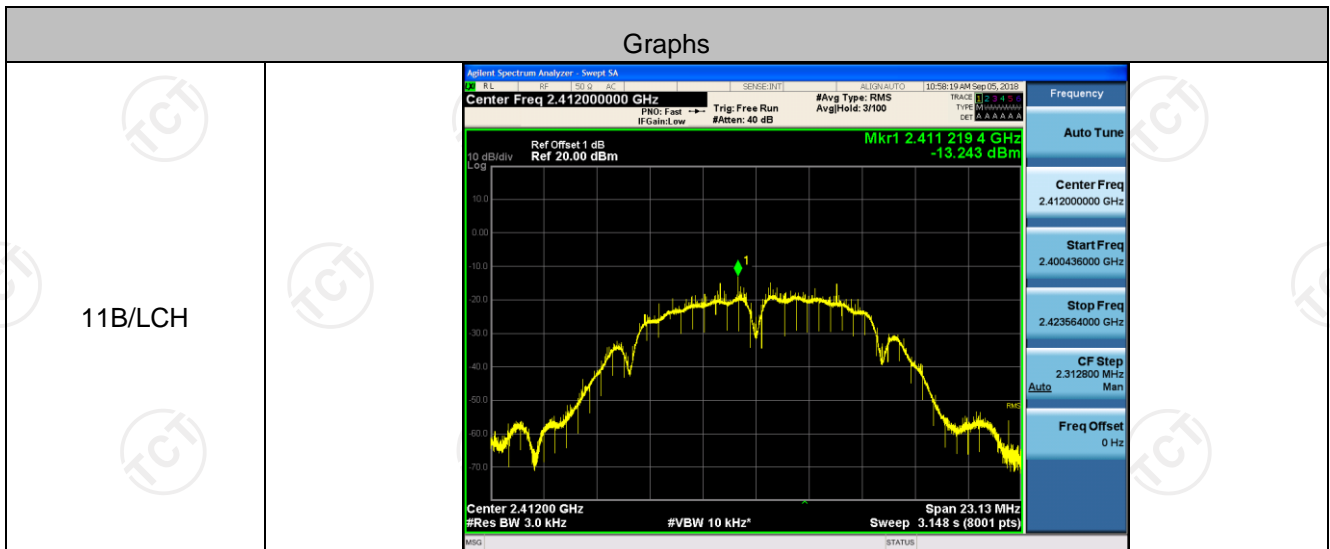 Graphs
11B/LCH
Agilent Spectrum Analyzer - Swept SA
RL RF 50 Ω AC SENSE:INT ALIGNAUTO 10:58:19 AM Sep 05, 2018
Center Freq 2.412000000 GHz
PNO: Fast
IFGain:Low
Trig: Free Run
#Atten: 40 dB
#Avg Type: RMS
Avg|Hold: 3/100
TRACE 1 2 3 4 5 6
TYPE M
DET A A A A A A
Mkr1 2.411 219 4 GHz
-13.243 dBm
Ref Offset 1 dB
10 dB/div Ref 20.00 dBm
Log
10.0
0.00
-10.0
-20.0
-30.0
-40.0
-50.0
-60.0
-70.0
1
RMS
Center 2.41200 GHz Span 23.13 MHz
#Res BW 3.0 kHz #VBW 10 kHz* Sweep 3.148 s (8001 pts)
MSG STATUS
Frequency
Auto Tune
Center Freq
2.412000000 GHz
Start Freq
2.400436000 GHz
Stop Freq
2.423564000 GHz
CF Step
2.312800 MHz
Auto Man
Freq Offset
0 Hz
TCT
TCT
TCT
TCT
TCT
TCT